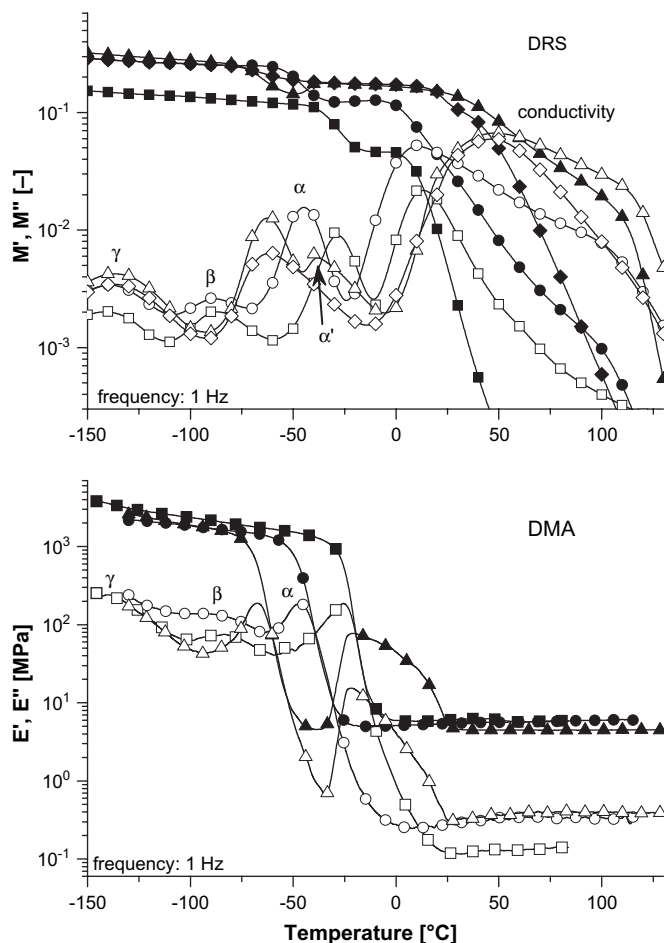 DRS
10⁻¹
conductivity
α
10⁻²
γ
β
10⁻³
α'
frequency: 1 Hz
M', M" [–]
-150 -100 -50 0 50 100
DMA
10³
γ
β
α
10²
10¹
10⁰
10⁻¹
frequency: 1 Hz
E', E" [MPa]
-150 -100 -50 0 50 100
Temperature [°C]